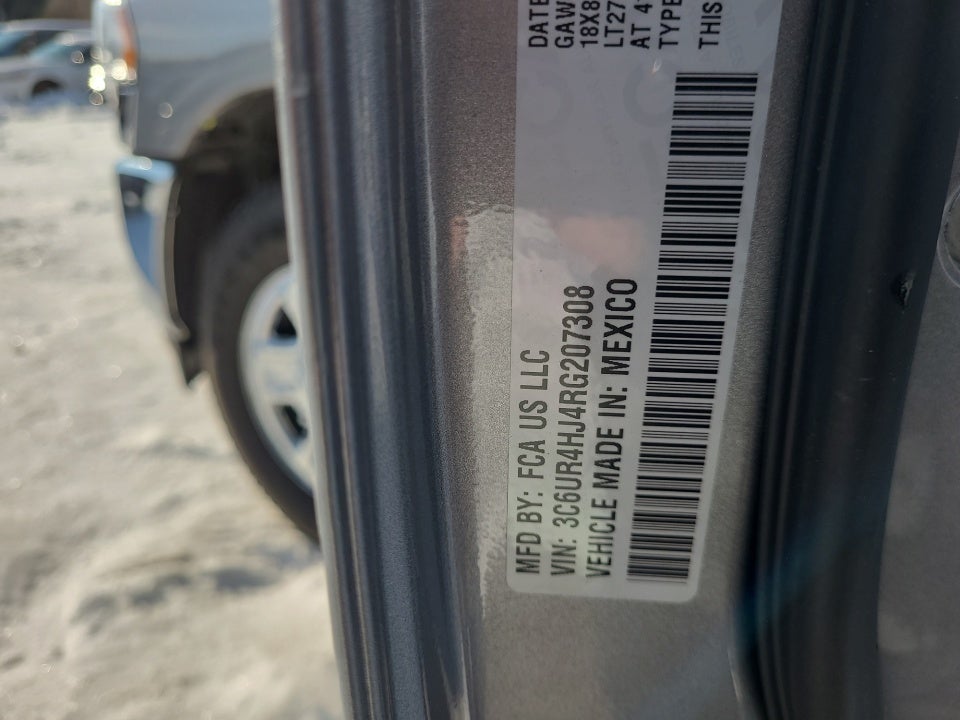 MFD BY: FCA US LLC
VIN: 3C6UR4HJ4RG207308
VEHICLE MADE IN: MEXICO
DATE
GAW
18X8
LT27
AT 4
TYPE
THIS